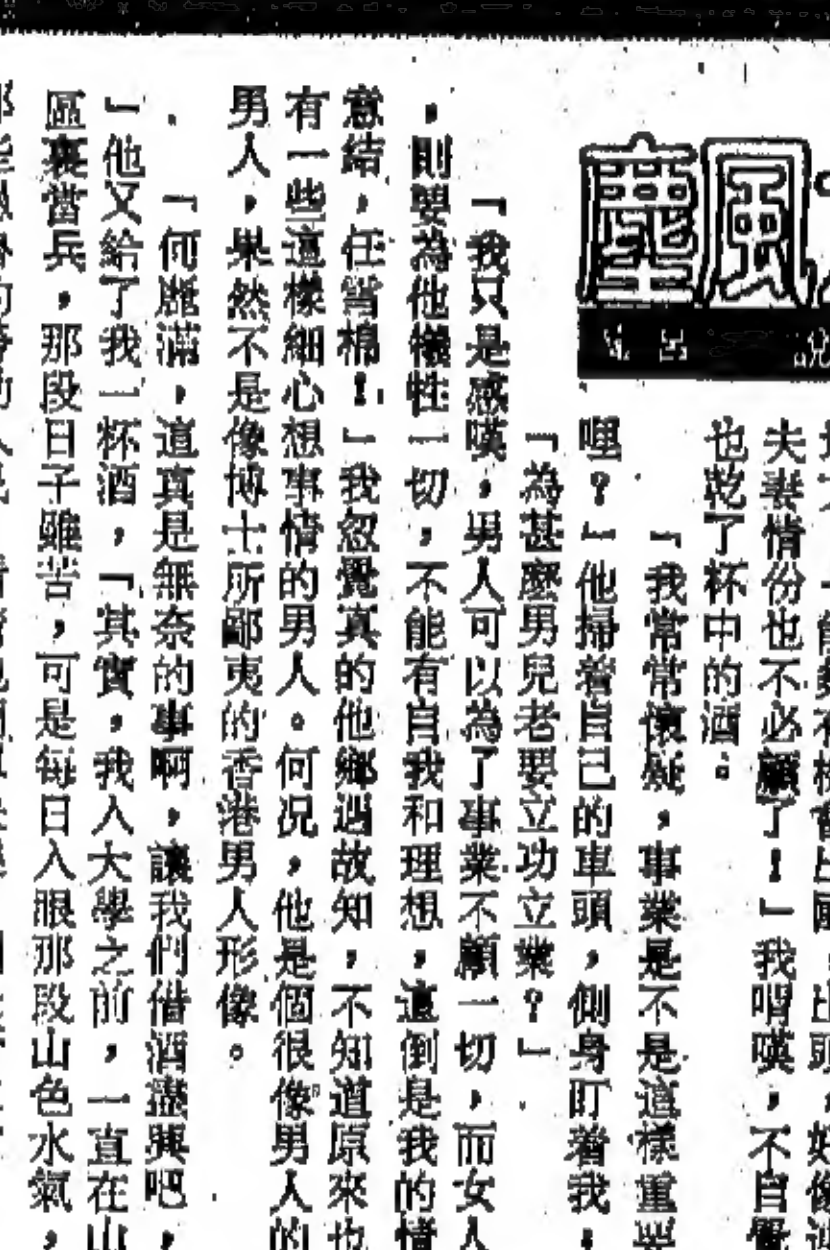 風塵
說
夫妻情份也不必顧了！」我喟嘆，不自覺
也乾了杯中的酒。
「我常常懷疑，事業是不是這樣重要
哩？」他掃着自己的車頭，側身盯着我，
「為甚麼男兒老要立功立業？」
「我只是感嘆，男人可以為了事業不顧一切，而女人
，則要為他犧牲一切，不能有自我和理想，這倒是我的情
意結，任當棉！」我忽覺真的他鄉遇故知，不知道原來也
有一些這樣細心想事情的男人。何況，他是個很像男人的
男人，果然不是像博士所鄙夷的香港男人形像。
「何麗滿，這真是無奈的事啊，讓我們借酒盡興吧，
」他又給了我一杯酒，「其實，我入大學之前，一直在山
區裏當兵，那段日子雖苦，可是每日入眼那段山色水氣，